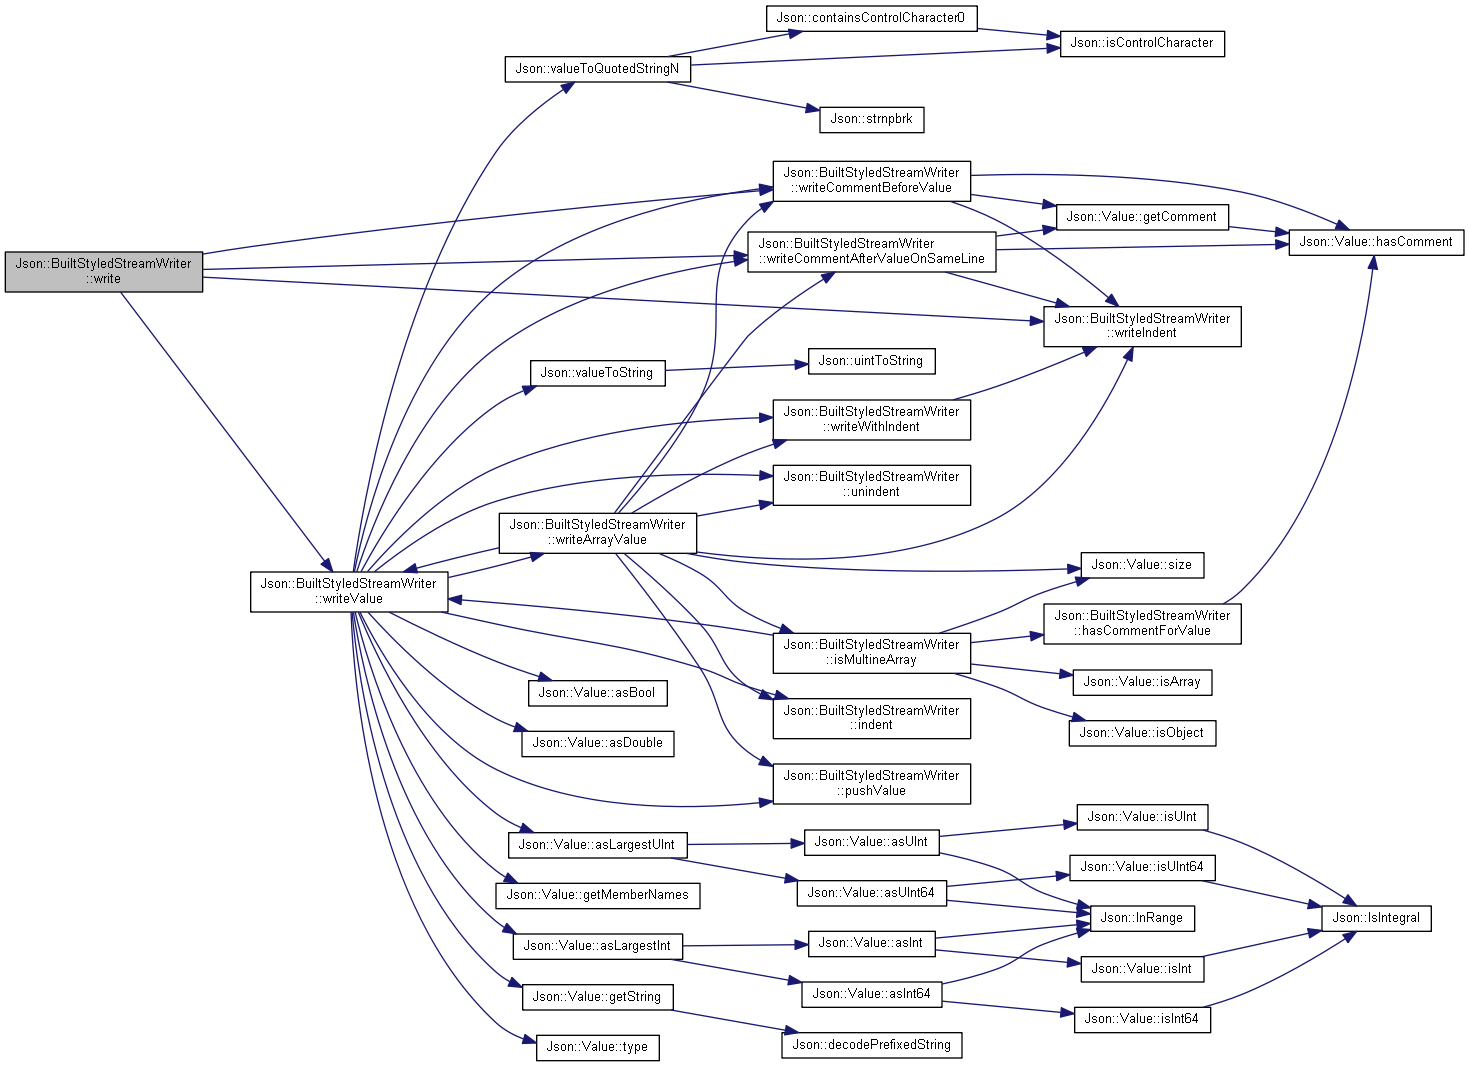 Json::containsControlCharacter0
Json::isControlCharacter
Json::valueToQuotedStringN
Json::strnpbrk
Json::BuiltStyledStreamWriter
::writeCommentBeforeValue
Json::Value::getComment
Json::Value::hasComment
Json::BuiltStyledStreamWriter
::writeCommentAfterValueOnSameLine
Json::BuiltStyledStreamWriter
::write
Json::BuiltStyledStreamWriter
::writeIndent
Json::valueToString
Json::uintToString
Json::BuiltStyledStreamWriter
::writeWithIndent
Json::BuiltStyledStreamWriter
::unindent
Json::BuiltStyledStreamWriter
::writeArrayValue
Json::Value::size
Json::BuiltStyledStreamWriter
::writeValue
Json::BuiltStyledStreamWriter
::hasCommentForValue
Json::BuiltStyledStreamWriter
::isMultineArray
Json::Value::isArray
Json::Value::asBool
Json::BuiltStyledStreamWriter
::indent
Json::Value::isObject
Json::Value::asDouble
Json::BuiltStyledStreamWriter
::pushValue
Json::Value::isUInt
Json::Value::asLargestUInt
Json::Value::asUInt
Json::Value::isUInt64
Json::Value::getMemberNames
Json::Value::asUInt64
Json::InRange
Json::IsIntegral
Json::Value::asLargestInt
Json::Value::asInt
Json::Value::isInt
Json::Value::getString
Json::Value::asInt64
Json::Value::isInt64
Json::Value::type
Json::decodePrefixedString